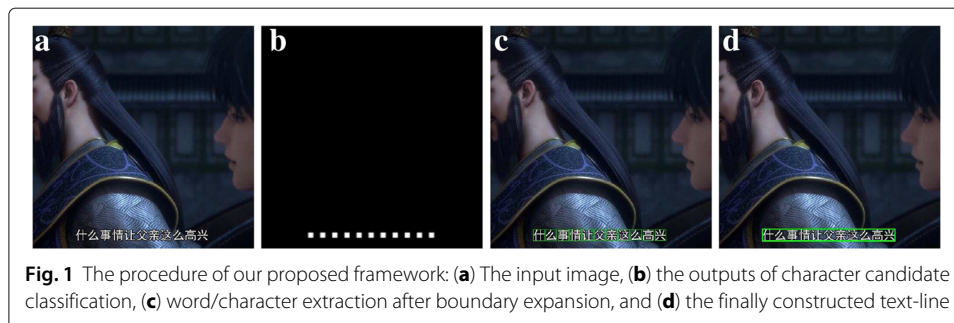 a b c d
什么事情让父亲这么高兴 什么事情让父亲这么高兴 什么事情让父亲这么高兴
Fig. 1 The procedure of our proposed framework: (a) The input image, (b) the outputs of character candidate
classification, (c) word/character extraction after boundary expansion, and (d) the finally constructed text-line